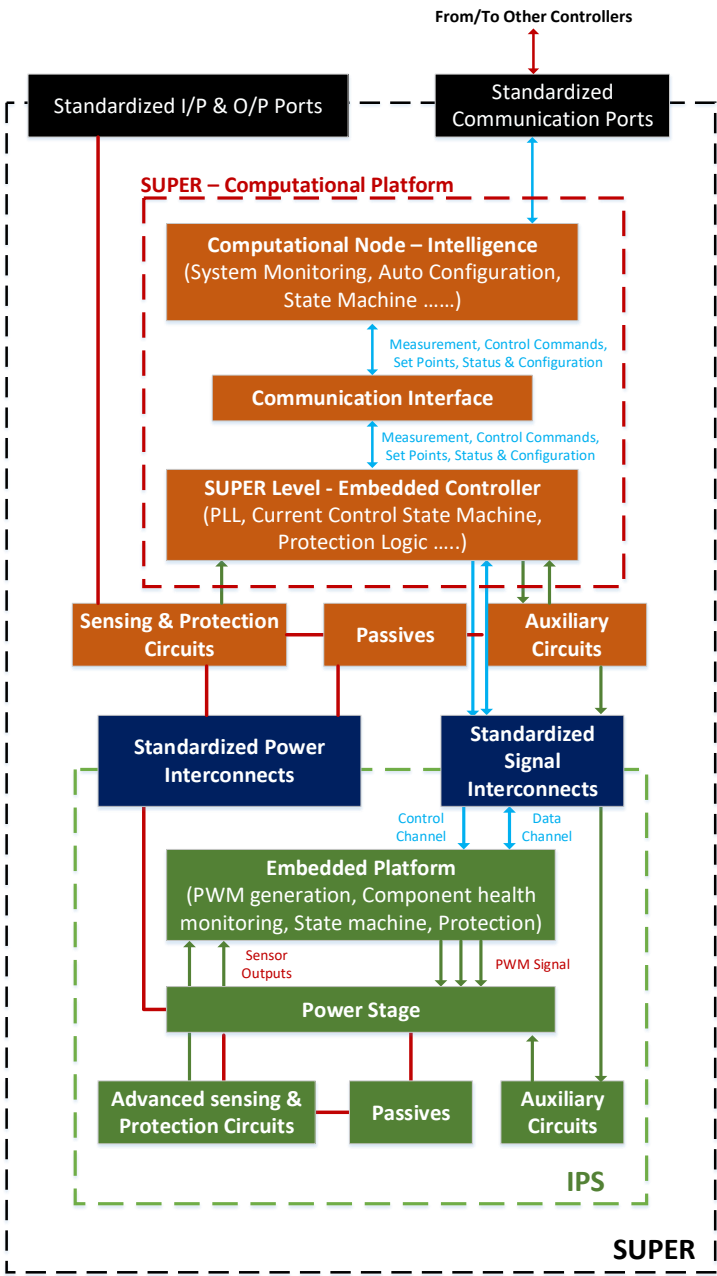 From/To Other Controllers
Standardized I/P & O/P Ports
Standardized
Communication Ports
SUPER – Computational Platform
Computational Node – Intelligence
(System Monitoring, Auto Configuration,
State Machine ......)
Measurement, Control Commands,
Set Points, Status & Configuration
Communication Interface
Measurement, Control Commands,
Set Points, Status & Configuration
SUPER Level - Embedded Controller
(PLL, Current Control State Machine,
Protection Logic .....)
Sensing & Protection
Circuits
Passives
Auxiliary
Circuits
Standardized Power
Interconnects
Standardized
Signal
Interconnects
Control
Channel
Data
Channel
Embedded Platform
(PWM generation, Component health
monitoring, State machine, Protection)
Sensor
Outputs
PWM Signal
Power Stage
Advanced sensing &
Protection Circuits
Passives
Auxiliary
Circuits
IPS
SUPER